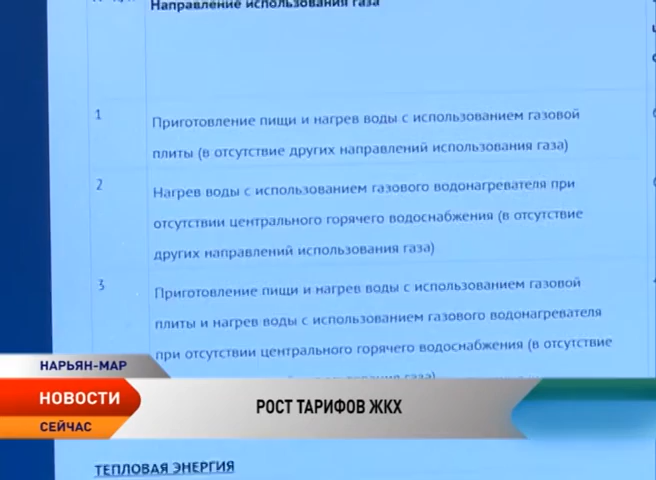 Направление использования газа
1
Приготовление пищи и нагрев воды с использованием газовой
плиты (в отсутствие других направлений использования газа)
2
Нагрев воды с использованием газового водонагревателя при
отсутствии центрального горячего водоснабжения (в отсутствие
других направлений использования газа)
3
Приготовление пищи и нагрев воды с использованием газовой
плиты и нагрев воды с использованием газового водонагревателя
при отсутствии центрального горячего водоснабжения (в отсутствие
НАРЬЯН-МАР
НОВОСТИ
СЕЙЧАС
РОСТ ТАРИФОВ ЖКХ
ТЕПЛОВАЯ ЭНЕРГИЯ